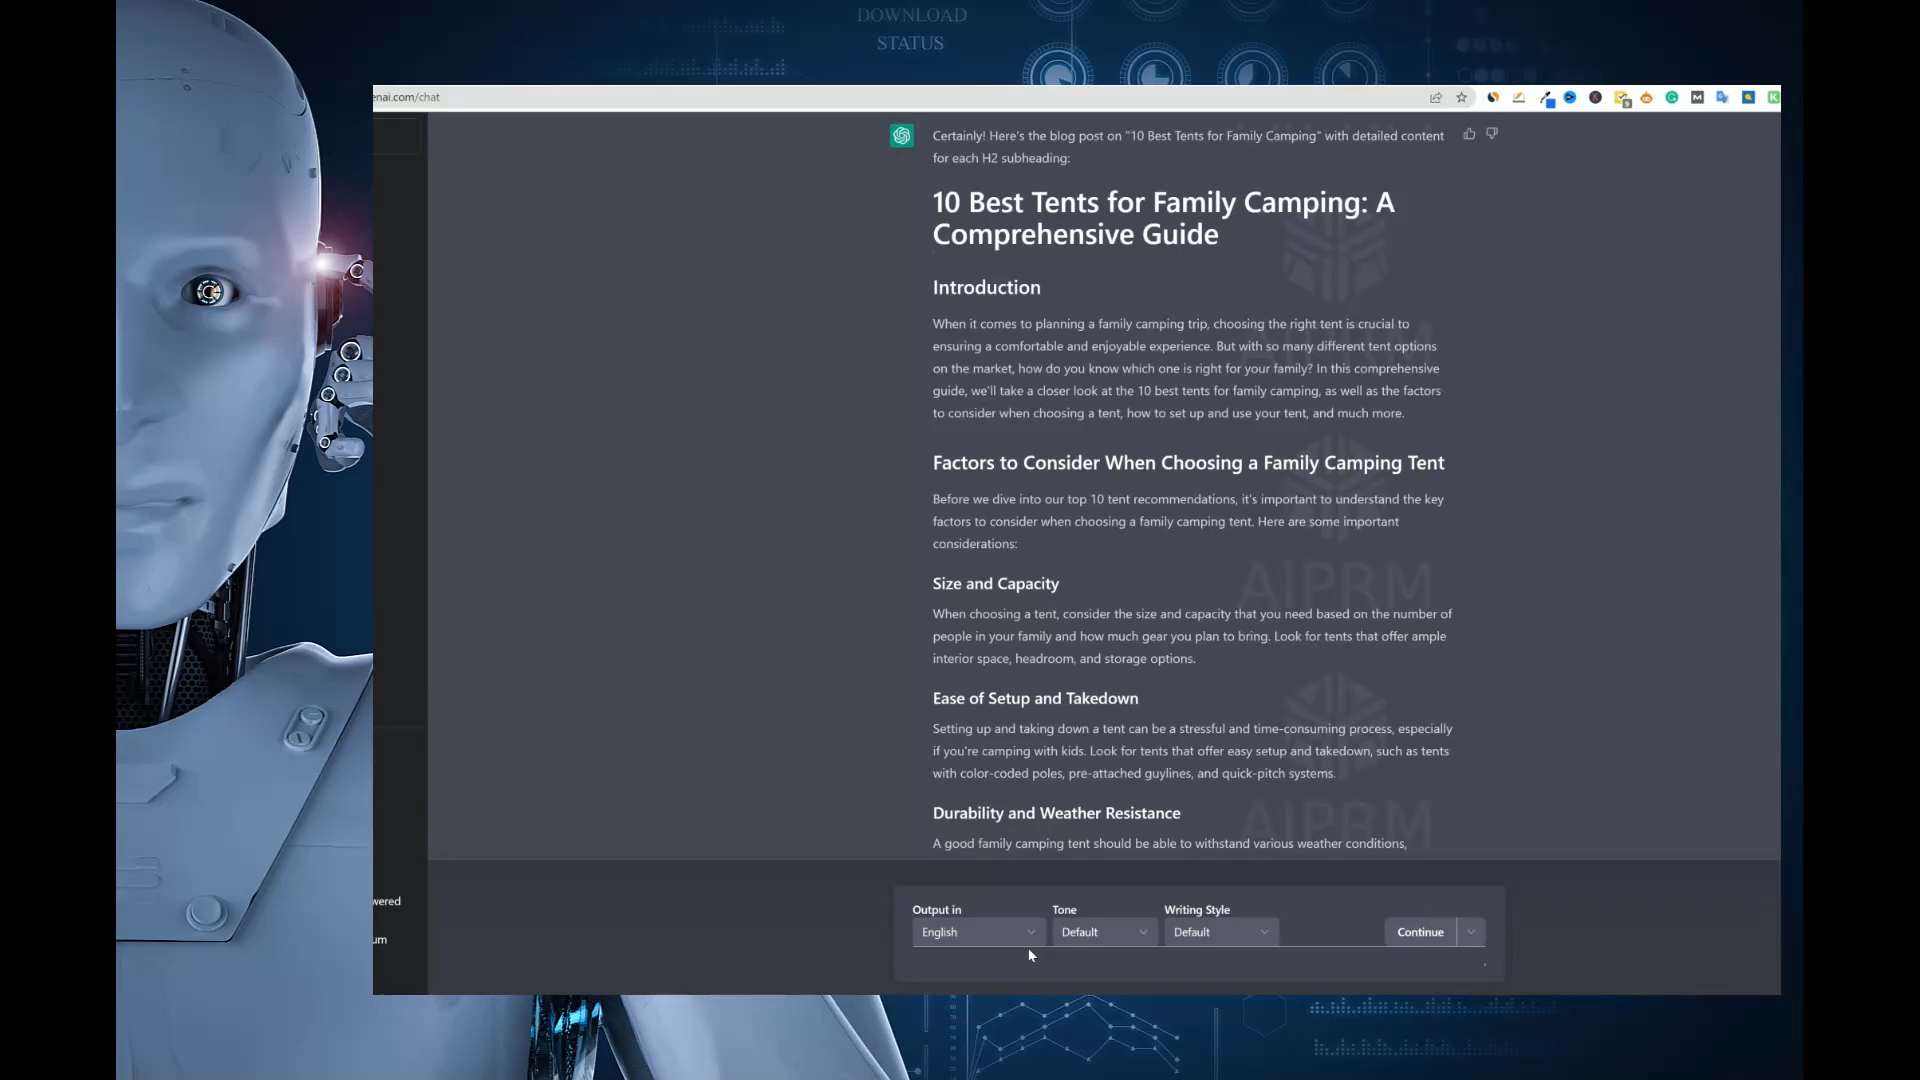 DOWNLOAD
STATUS
enai.com/chat
Certainly! Here's the blog post on "10 Best Tents for Family Camping" with detailed content
for each H2 subheading:
10 Best Tents for Family Camping: A
Comprehensive Guide
Introduction
When it comes to planning a family camping trip, choosing the right tent is crucial to
ensuring a comfortable and enjoyable experience. But with so many different tent options
on the market, how do you know which one is right for your family? In this comprehensive
guide, we'll take a closer look at the 10 best tents for family camping, as well as the factors
to consider when choosing a tent, how to set up and use your tent, and much more.
Factors to Consider When Choosing a Family Camping Tent
Before we dive into our top 10 tent recommendations, it's important to understand the key
factors to consider when choosing a family camping tent. Here are some important
considerations:
Size and Capacity
AIPRM
When choosing a tent, consider the size and capacity that you need based on the number of
people in your family and how much gear you plan to bring. Look for tents that offer ample
interior space, headroom, and storage options.
Ease of Setup and Takedown
Setting up and taking down a tent can be a stressful and time-consuming process, especially
if you're camping with kids. Look for tents that offer easy setup and takedown, such as tents
with color-coded poles, pre-attached guylines, and quick-pitch systems.
Durability and Weather Resistance
AIPRM
A good family camping tent should be able to withstand various weather conditions,
wered
um
Output in
Tone
Writing Style
English
Default
Default
Continue